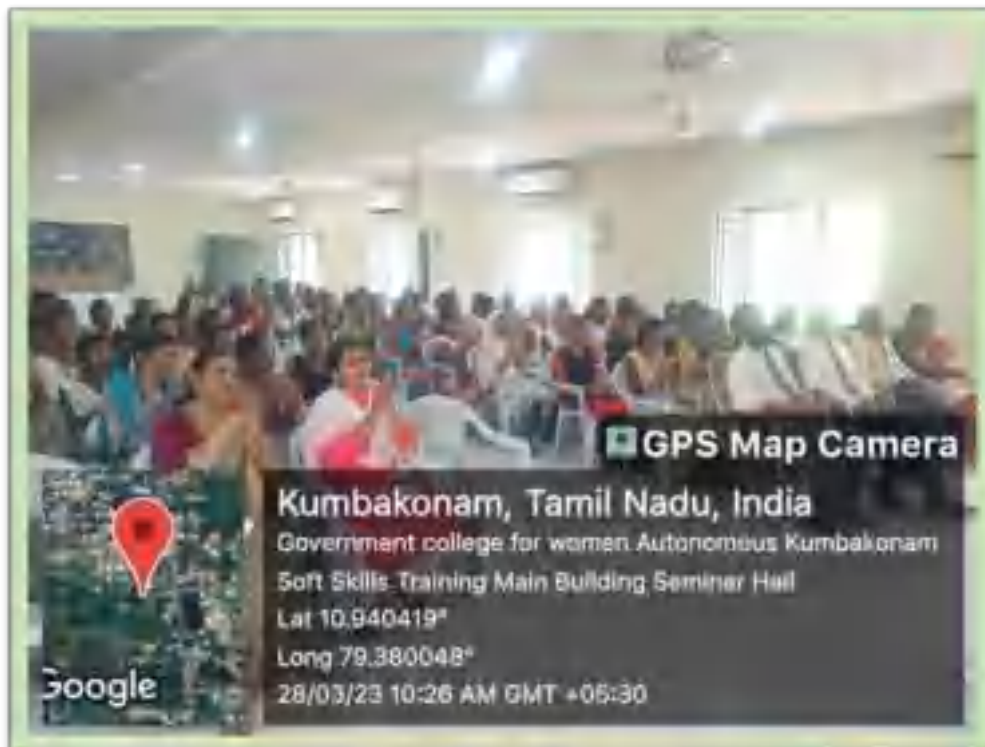 GPS Map Camera
Kumbakonam, Tamil Nadu, India
Government college for women Autonomous Kumbakonam
Soft Skills Training Main Building Seminar Hall
Lat 10.940419°
Long 79.380048°
28/03/23 10:26 AM GMT +05:30
Google